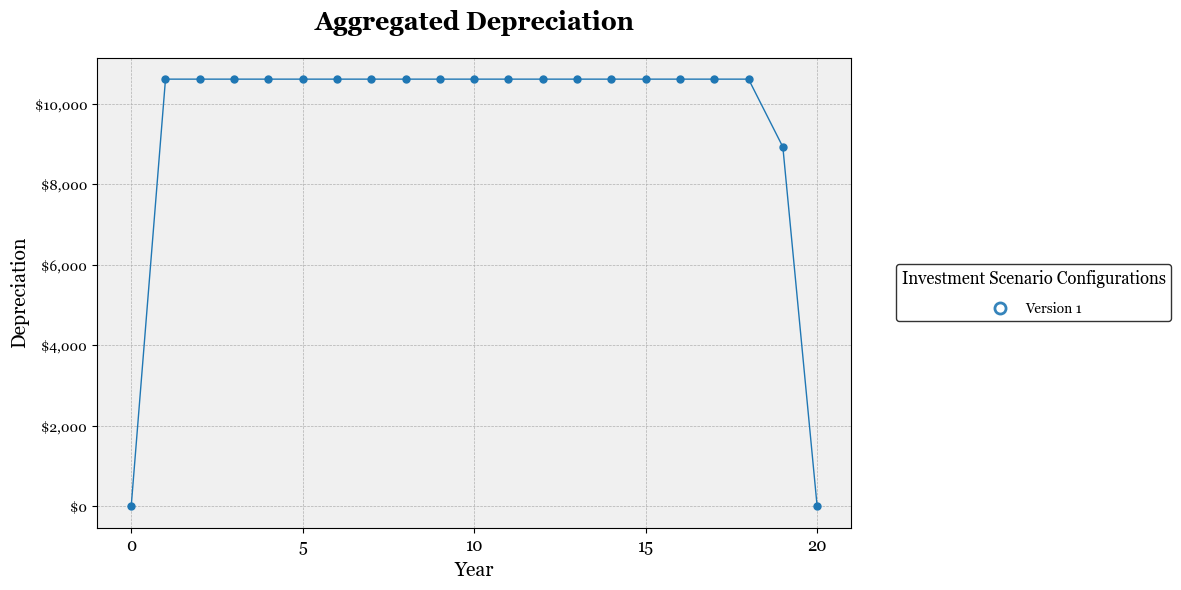 Aggregated Depreciation
$10,000
$8,000
$6,000
$4,000
$2,000
$0
Depreciation
0 5 10 15 20
Year
Investment Scenario Configurations
Version 1